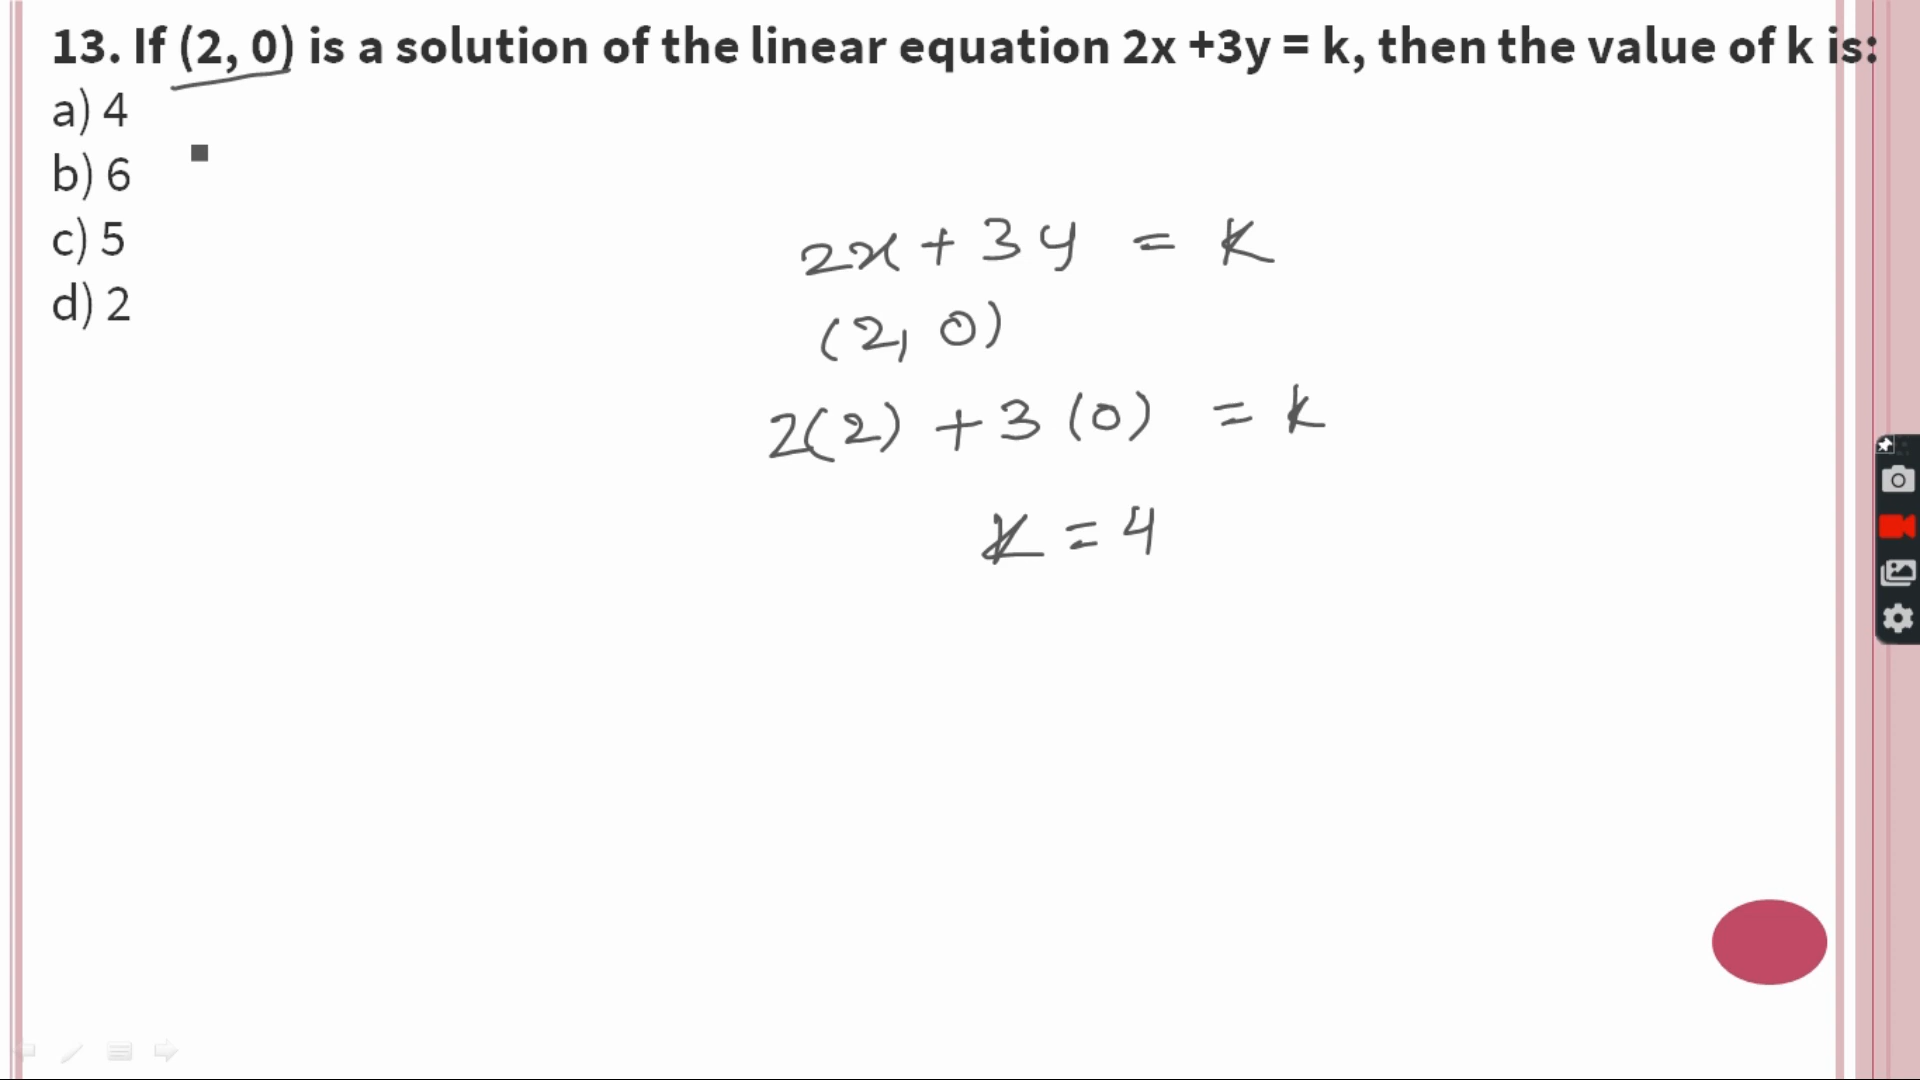 13. If (2, 0) is a solution of the linear equation 2x +3y = k, then the value of k is:
a) 4
b) 6
c) 5
d) 2
2x + 3y = k
(2, 0)
2(2) + 3(0) = k
k = 4